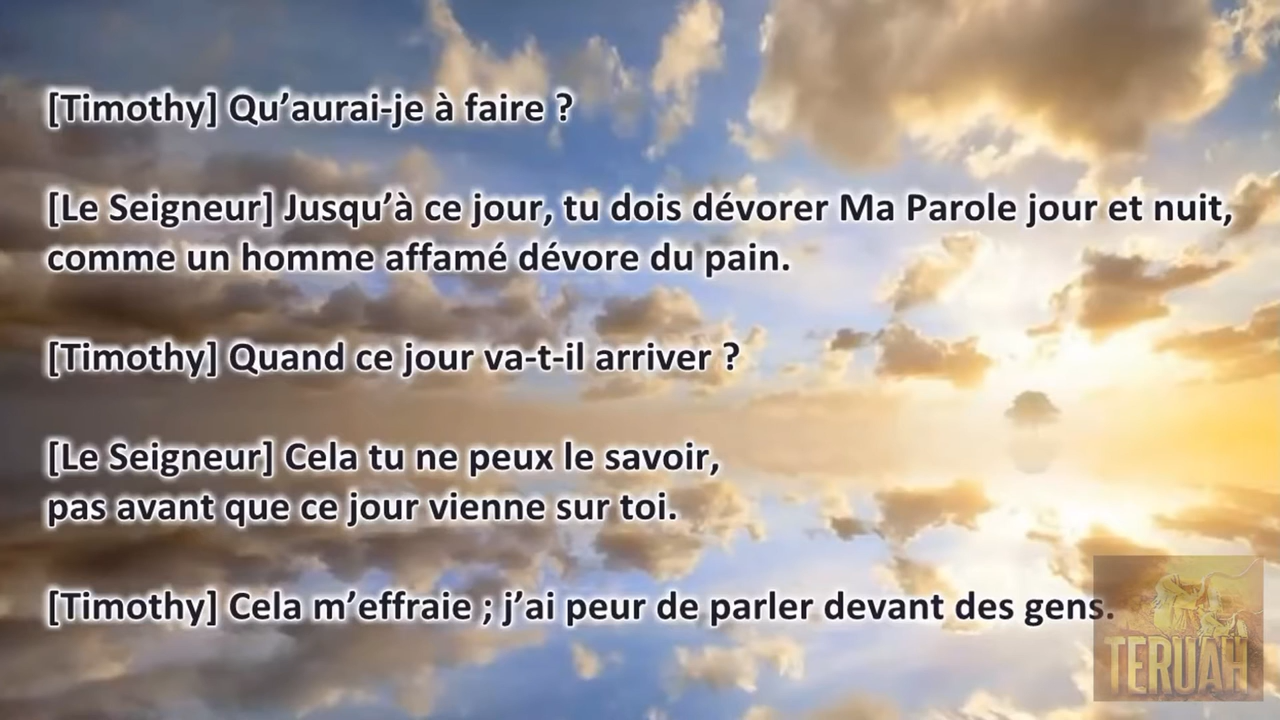 [Timothy] Qu’aurai-je à faire ?
[Le Seigneur] Jusqu’à ce jour, tu dois dévorer Ma Parole jour et nuit,
comme un homme affamé dévore du pain.
[Timothy] Quand ce jour va-t-il arriver ?
[Le Seigneur] Cela tu ne peux le savoir,
pas avant que ce jour vienne sur toi.
[Timothy] Cela m’effraie ; j’ai peur de parler devant des gens.
TERUAH